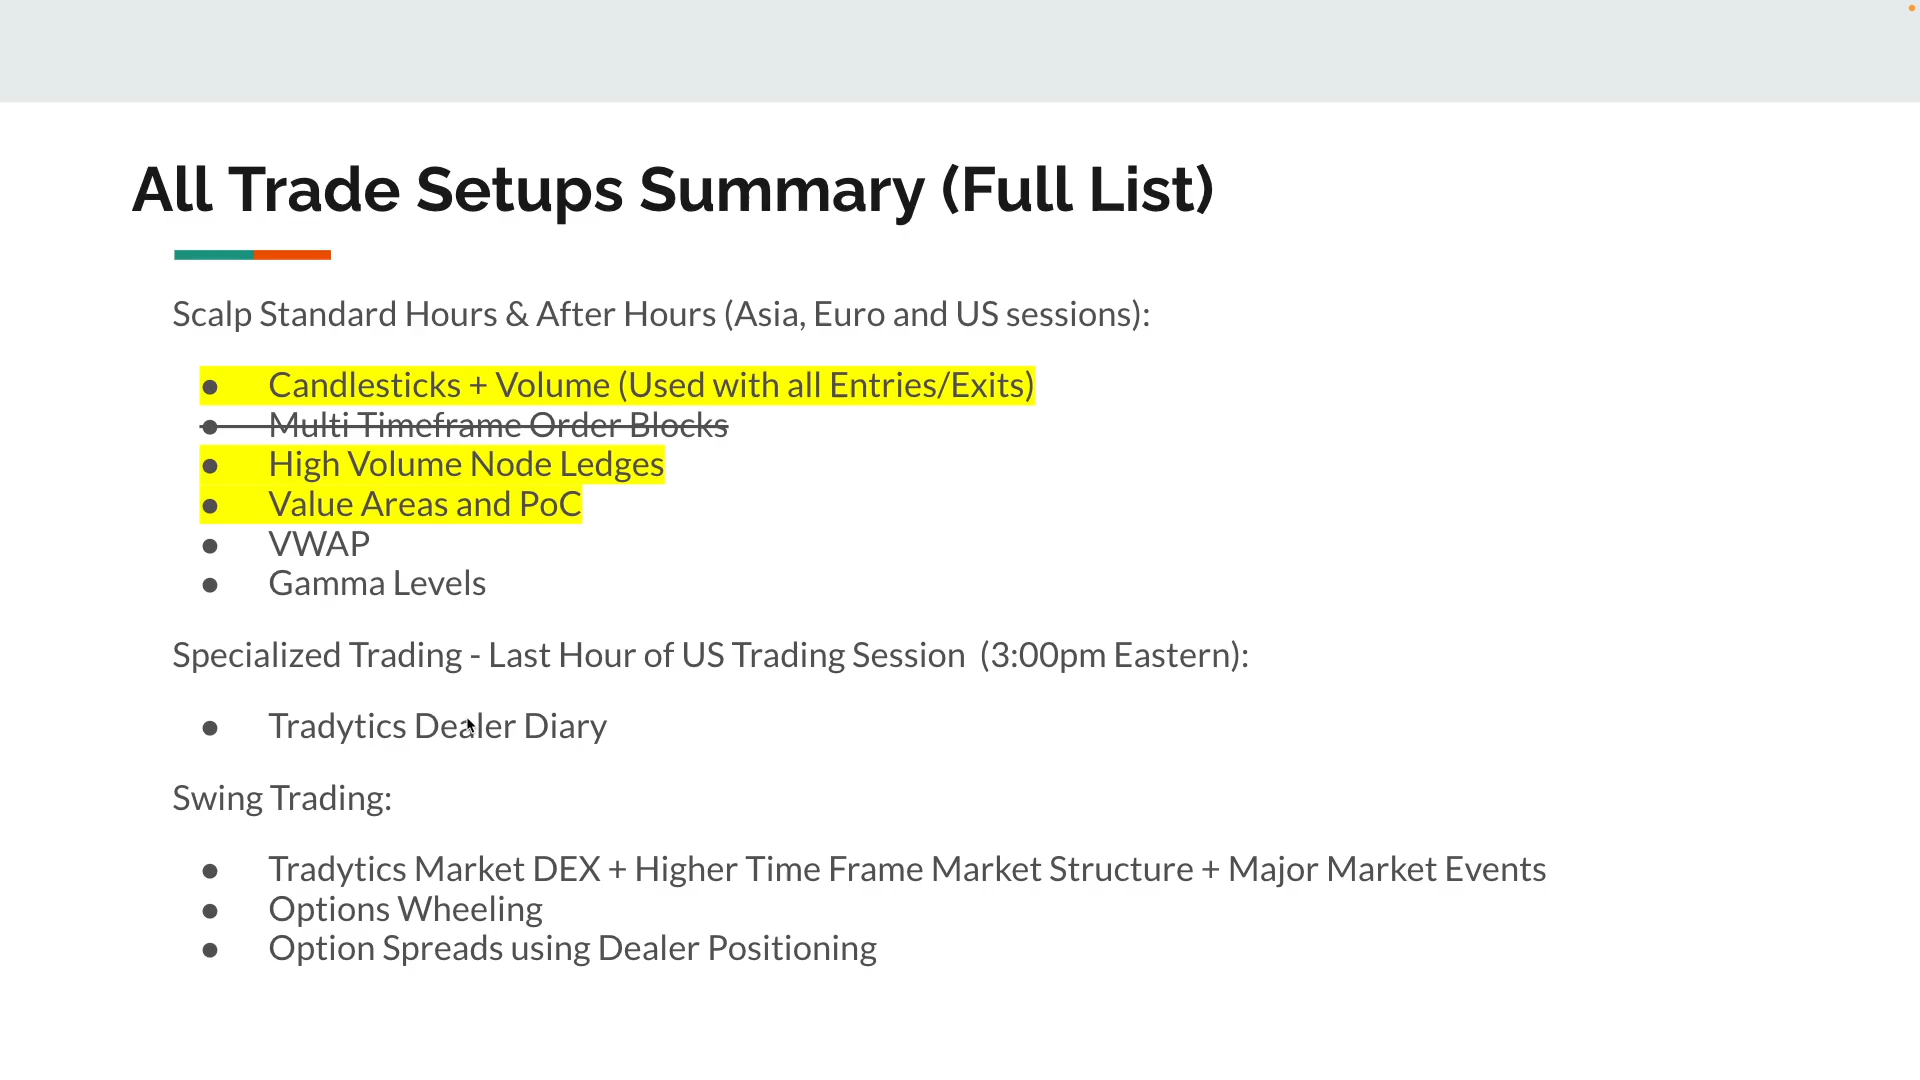 All Trade Setups Summary (Full List)
Scalp Standard Hours & After Hours (Asia, Euro and US sessions):
● Candlesticks + Volume (Used with all Entries/Exits)
● Multi Timeframe Order Blocks
● High Volume Node Ledges
● Value Areas and PoC
● VWAP
● Gamma Levels
Specialized Trading - Last Hour of US Trading Session (3:00pm Eastern):
● Tradytics Dealer Diary
Swing Trading:
● Tradytics Market DEX + Higher Time Frame Market Structure + Major Market Events
● Options Wheeling
● Option Spreads using Dealer Positioning